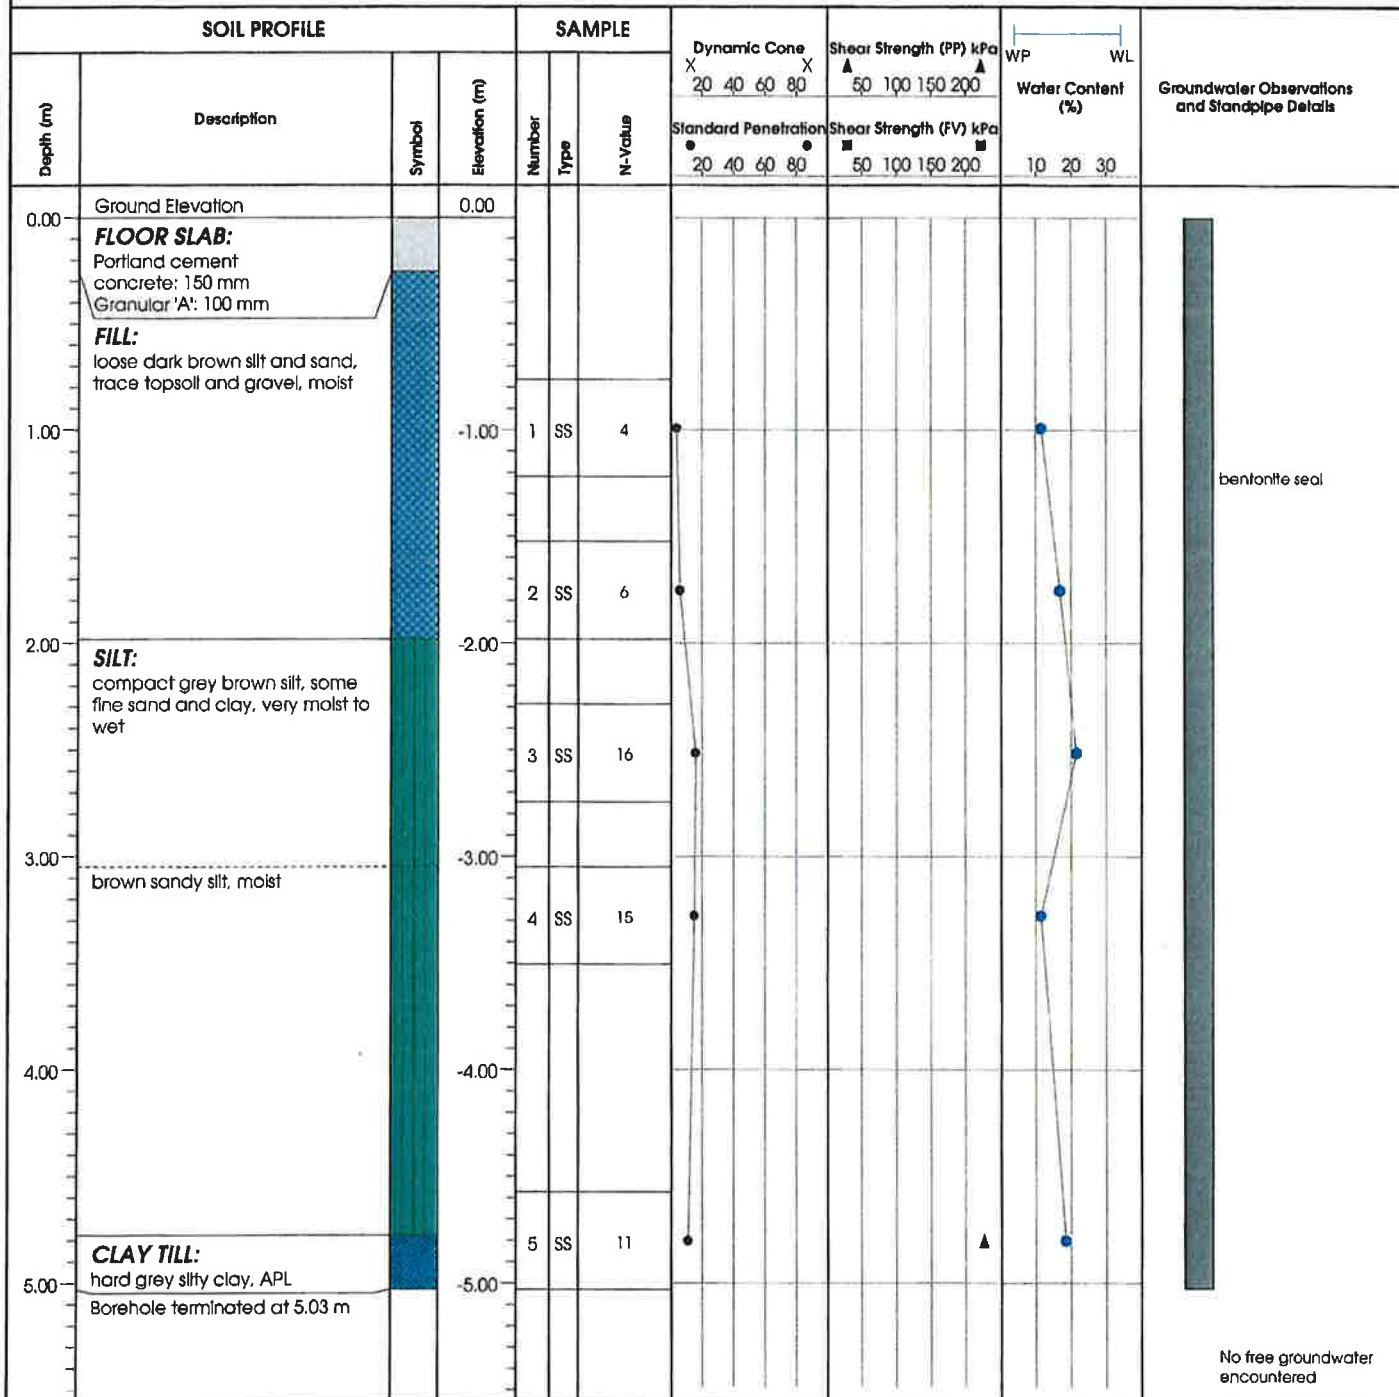 SOIL PROFILE
SAMPLE
Depth (m)
Description
Symbol
Elevation (m)
Number
Type
N-Value
Dynamic Cone
X X
20 40 60 80
Standard Penetration
20 40 60 80
Shear Strength (PP) kPa
50 100 150 200
Shear Strength (FV) kPa
50 100 150 200
WP WL
Water Content
(%)
10 20 30
Groundwater Observations
and Standpipe Details
0.00
Ground Elevation
0.00
FLOOR SLAB:
Portland cement
concrete: 150 mm
Granular 'A': 100 mm
FILL:
loose dark brown silt and sand,
trace topsoil and gravel, moist
1.00
-1.00
1 SS 4
bentonite seal
2 SS 6
2.00
-2.00
SILT:
compact grey brown silt, some
fine sand and clay, very moist to
wet
3 SS 16
3.00
-3.00
brown sandy silt, moist
4 SS 15
4.00
-4.00
CLAY TILL:
hard grey silty clay, APL
5 SS 11
5.00
-5.00
Borehole terminated at 5.03 m
No free groundwater
encountered